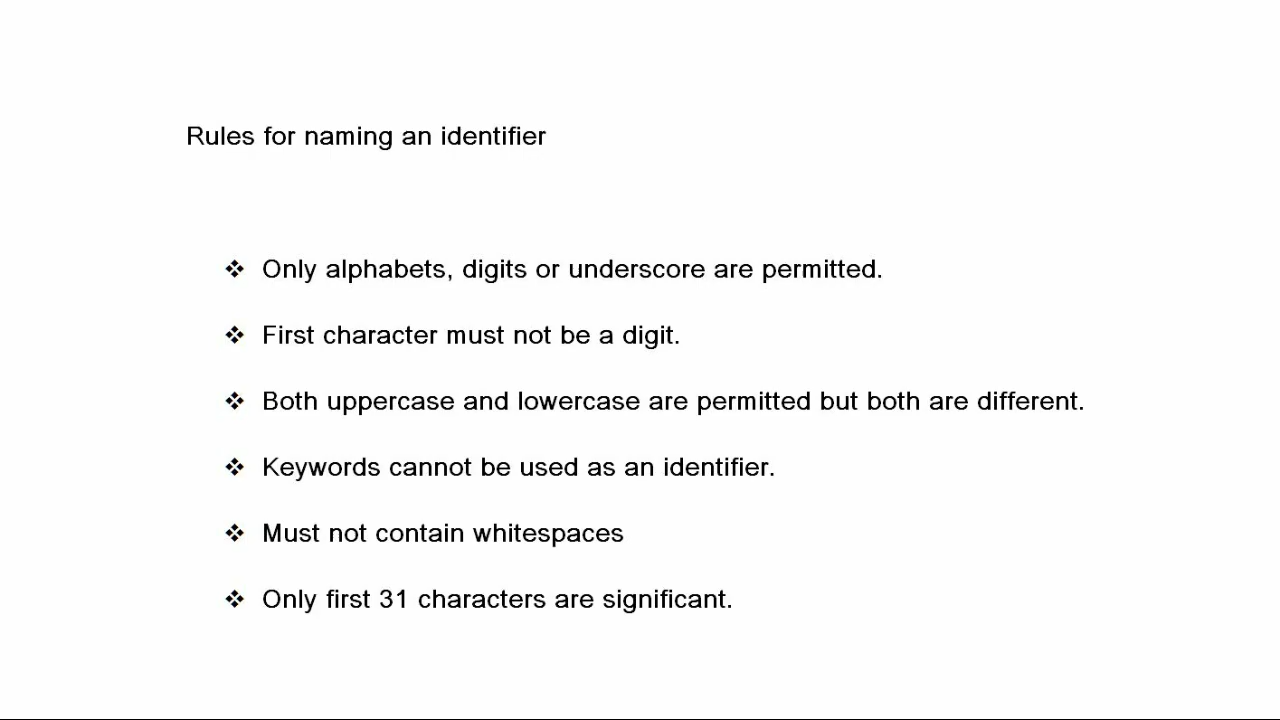 Rules for naming an identifier
❖ Only alphabets, digits or underscore are permitted.
❖ First character must not be a digit.
❖ Both uppercase and lowercase are permitted but both are different.
❖ Keywords cannot be used as an identifier.
❖ Must not contain whitespaces
❖ Only first 31 characters are significant.